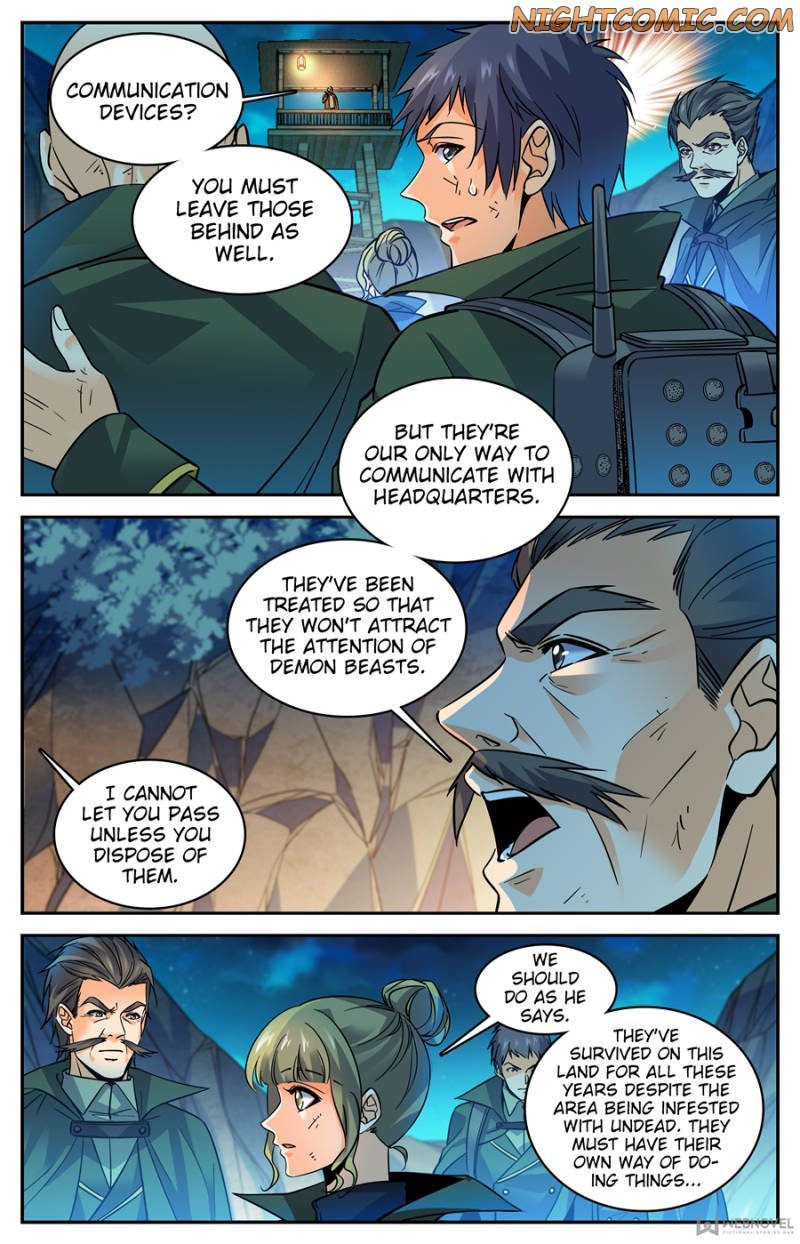 NIGHTCOMIC.COM
COMMUNICATION
DEVICES?
YOU MUST
LEAVE THOSE
BEHIND AS
WELL.
BUT THEY'RE
OUR ONLY WAY TO
COMMUNICATE WITH
HEADQUARTERS.
THEY'VE BEEN
TREATED SO THAT
THEY WON'T ATTRACT
THE ATTENTION OF
DEMON BEASTS.
I CANNOT
LET YOU PASS
UNLESS YOU
DISPOSE OF
THEM.
WE
SHOULD
DO AS HE
SAYS.
THEY'VE
SURVIVED ON THIS
LAND FOR ALL THESE
YEARS DESPITE THE
AREA BEING INFESTED
WITH UNDEAD. THEY
MUST HAVE THEIR
OWN WAY OF DO-
ING THINGS...
WEBNOVEL